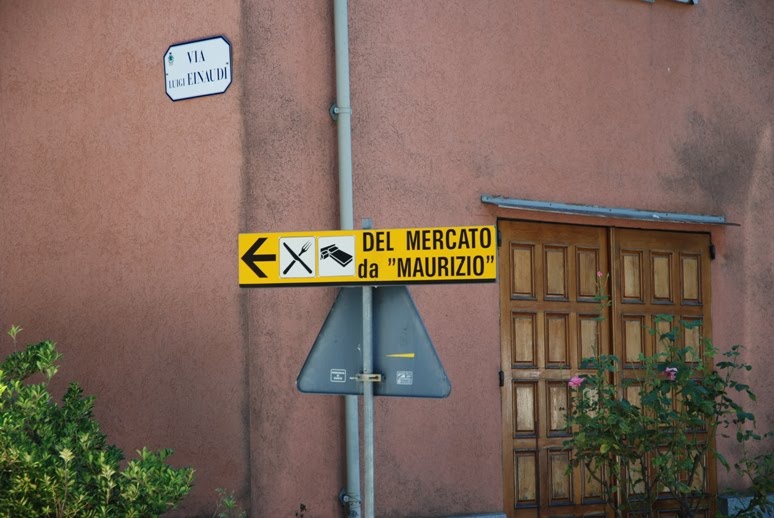 VIA
LUIGI EINAUDI
DEL MERCATO
da "MAURIZIO"